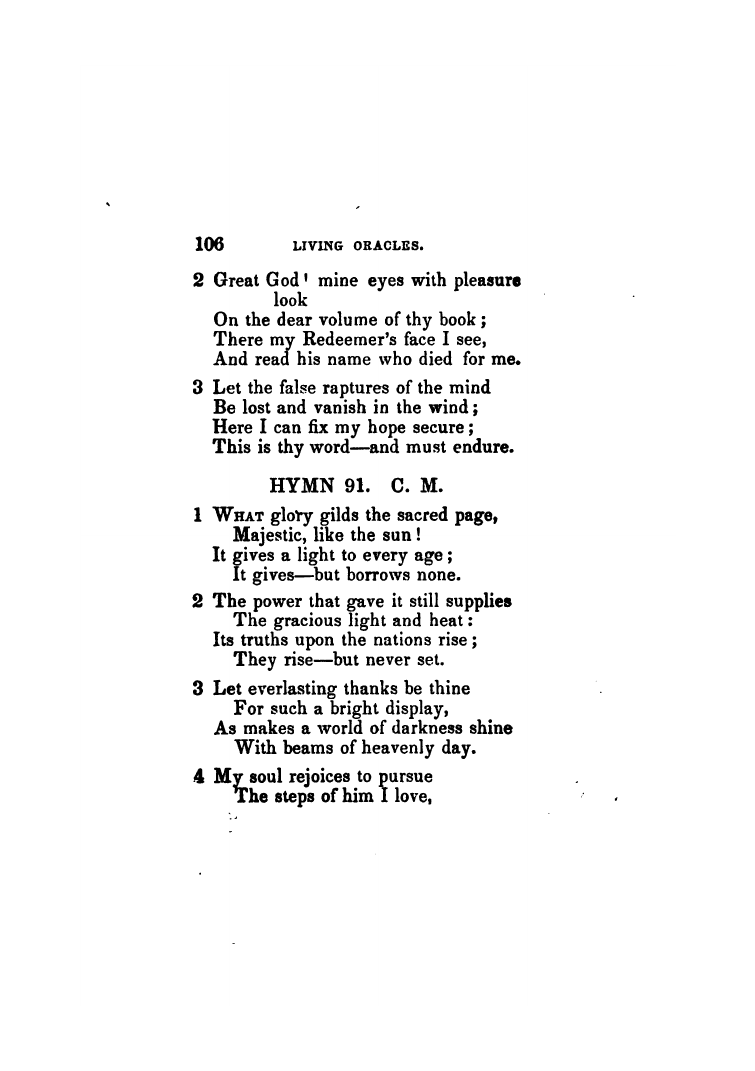 106 LIVING ORACLES.
2 Great God! mine eyes with pleasure
look
On the dear volume of thy book;
There my Redeemer's face I see,
And read his name who died for me.
3 Let the false raptures of the mind
Be lost and vanish in the wind;
Here I can fix my hope secure;
This is thy word—and must endure.
HYMN 91. C. M.
1 WHAT glory gilds the sacred page,
Majestic, like the sun!
It gives a light to every age;
It gives—but borrows none.
2 The power that gave it still supplies
The gracious light and heat:
Its truths upon the nations rise;
They rise—but never set.
3 Let everlasting thanks be thine
For such a bright display,
As makes a world of darkness shine
With beams of heavenly day.
4 My soul rejoices to pursue
The steps of him I love,